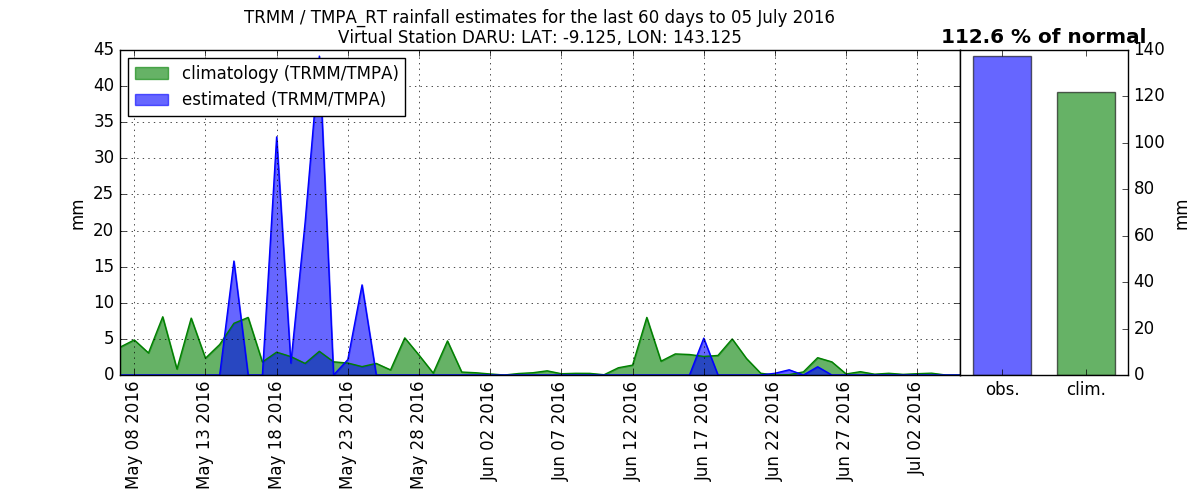 TRMM / TMPA_RT rainfall estimates for the last 60 days to 05 July 2016
Virtual Station DARU: LAT: -9.125, LON: 143.125
112.6 % of normal
climatology (TRMM/TMPA)
estimated (TRMM/TMPA)
mm
45
40
35
30
25
20
15
10
5
0
May 08 2016
May 13 2016
May 18 2016
May 23 2016
May 28 2016
Jun 02 2016
Jun 07 2016
Jun 12 2016
Jun 17 2016
Jun 22 2016
Jun 27 2016
Jul 02 2016
obs.
clim.
140
120
100
80
60
40
20
0
mm